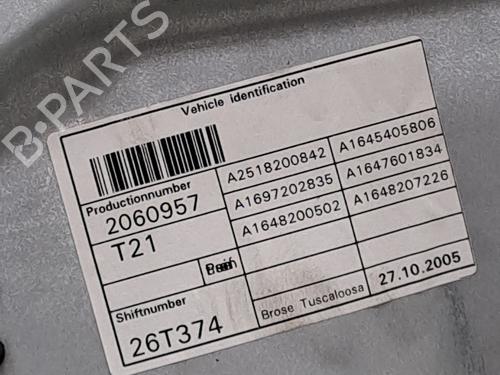 B-PARTS
Vehicle identification
Productionnumber
2060957
T21
Shiftnumber
26T374
A2518200842 A1645405806
A1697202835 A1647601834
A1648200502 A1648207226
Brose Tuscaloosa 27.10.2005